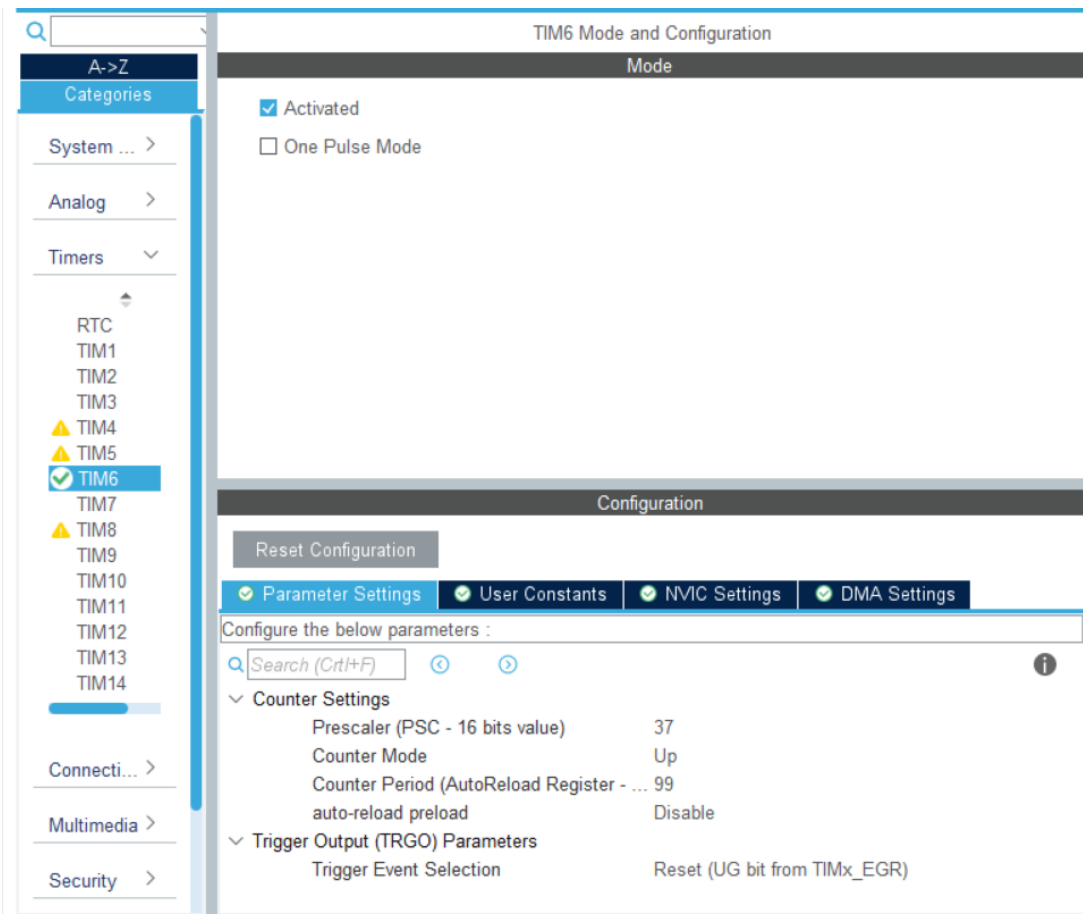 TIM6 Mode and Configuration
A->Z
Categories
System ...
Analog
Timers
RTC
TIM1
TIM2
TIM3
TIM4
TIM5
TIM6
TIM7
TIM8
TIM9
TIM10
TIM11
TIM12
TIM13
TIM14
Connecti...
Multimedia
Security
Mode
Activated
One Pulse Mode
Configuration
Reset Configuration
Parameter Settings User Constants NVIC Settings DMA Settings
Configure the below parameters :
Search (Crtl+F)
Counter Settings
Prescaler (PSC - 16 bits value) 37
Counter Mode Up
Counter Period (AutoReload Register - ... 99
auto-reload preload Disable
Trigger Output (TRGO) Parameters
Trigger Event Selection Reset (UG bit from TIMx_EGR)